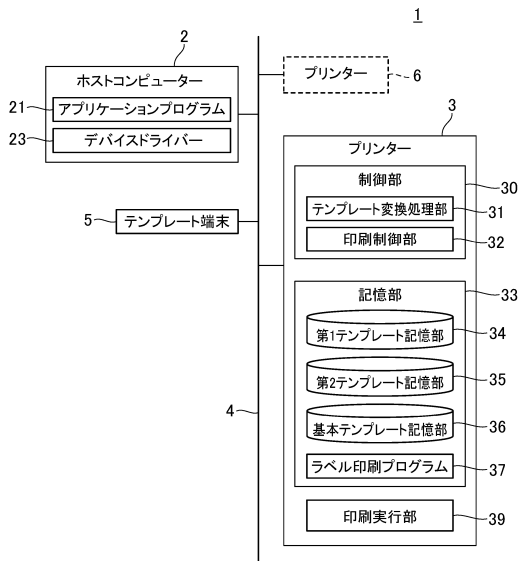 1
2
ホストコンピューター
21
アプリケーションプログラム
23
デバイスドライバー
プリンター
6
3
プリンター
制御部
30
テンプレート変換処理部
31
印刷制御部
32
5
テンプレート端末
記憶部
33
第1テンプレート記憶部
34
第2テンプレート記憶部
35
4
基本テンプレート記憶部
36
ラベル印刷プログラム
37
印刷実行部
39